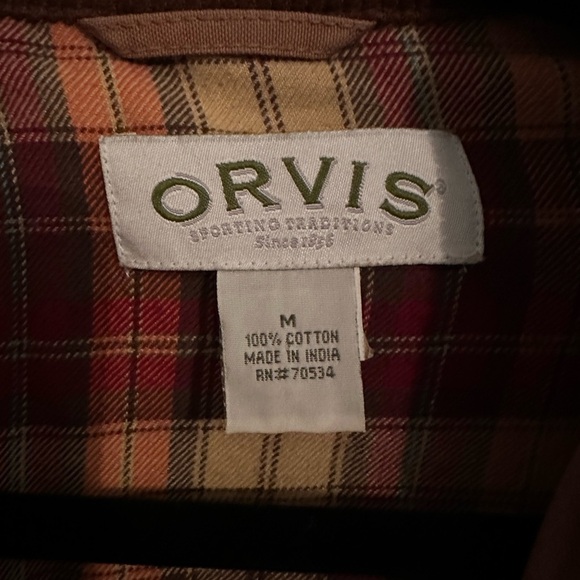 ORVIS®
SPORTING TRADITIONS
Since 1856
M
100% COTTON
MADE IN INDIA
RN#70534